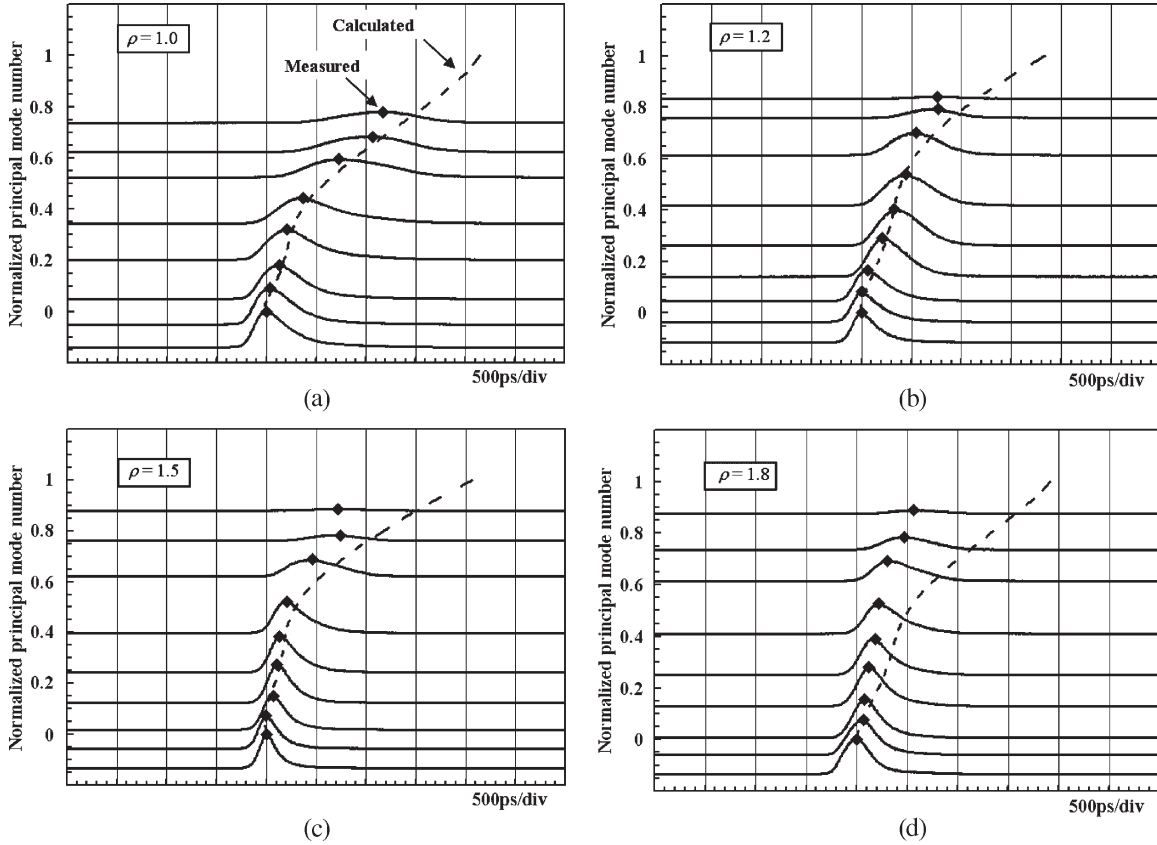 ρ = 1.0
Calculated
Measured
Normalized principal mode number
1
0.8
0.6
0.4
0.2
0
500ps/div
(a)
ρ = 1.2
Normalized principal mode number
1
0.8
0.6
0.4
0.2
0
500ps/div
(b)
ρ = 1.5
Normalized principal mode number
1
0.8
0.6
0.4
0.2
0
500ps/div
(c)
ρ = 1.8
Normalized principal mode number
1
0.8
0.6
0.4
0.2
0
500ps/div
(d)